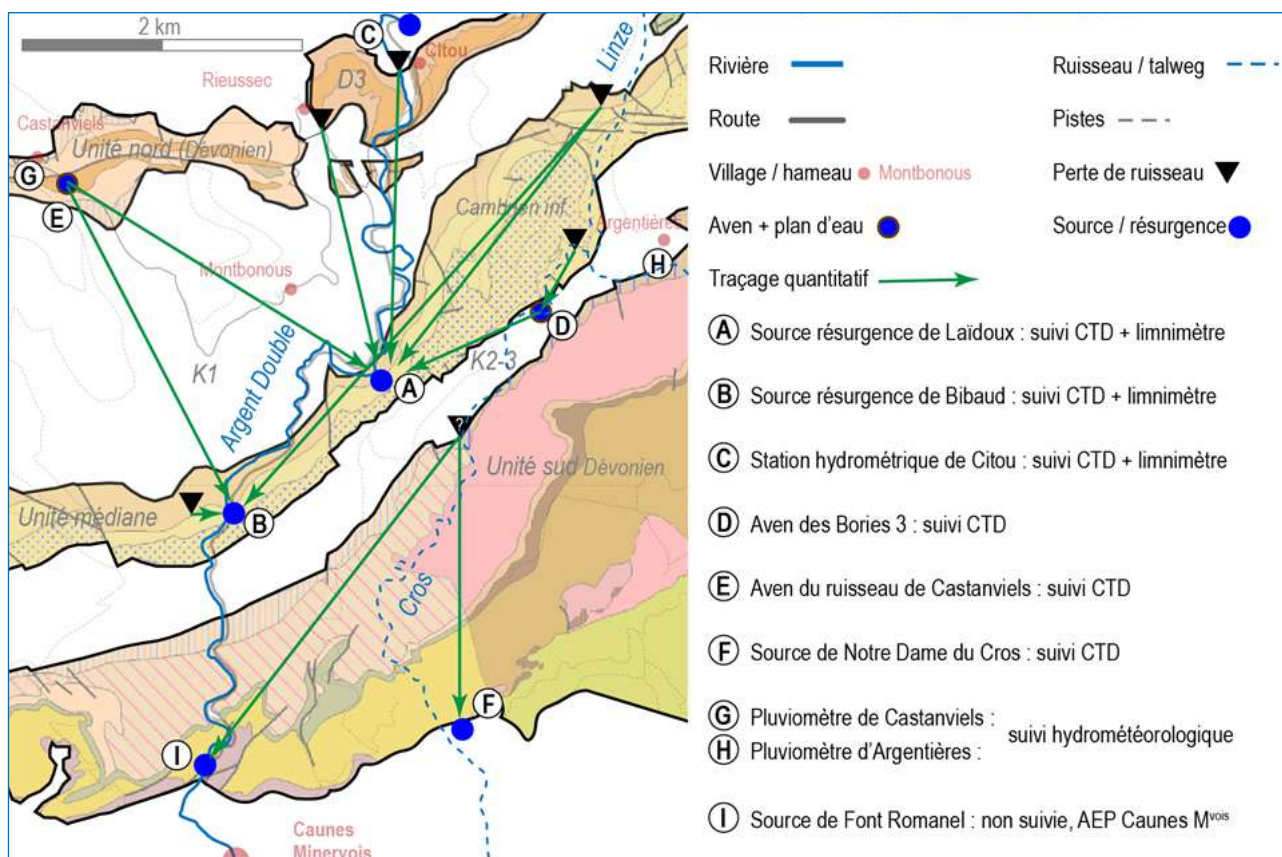 2 km
C
Citou
Linze
Rieussec
D3
Castanviels
Unité nord (Dévonien)
G
E
Cambrien inf
Argentières
H
Montbonous
D
K1
Argent Double
K2-3
A
?
Unité sud Dévonien
Unité médiane
B
Cros
F
I
Caunes
Minervois
Rivière
Ruisseau / talweg
Route
Pistes
Village / hameau
Montbonous
Perte de ruisseau
Aven + plan d’eau
Source / résurgence
Traçage quantitatif
A Source résurgence de Laïdoux : suivi CTD + limnimètre
B Source résurgence de Bibaud : suivi CTD + limnimètre
C Station hydrométrique de Citou : suivi CTD + limnimètre
D Aven des Bories 3 : suivi CTD
E Aven du ruisseau de Castanviels : suivi CTD
F Source de Notre Dame du Cros : suivi CTD
G Pluviomètre de Castanviels :
suivi hydrométeorologique
H Pluviomètre d’Argentières :
I Source de Font Romanel : non suivie, AEP Caunes Mvois